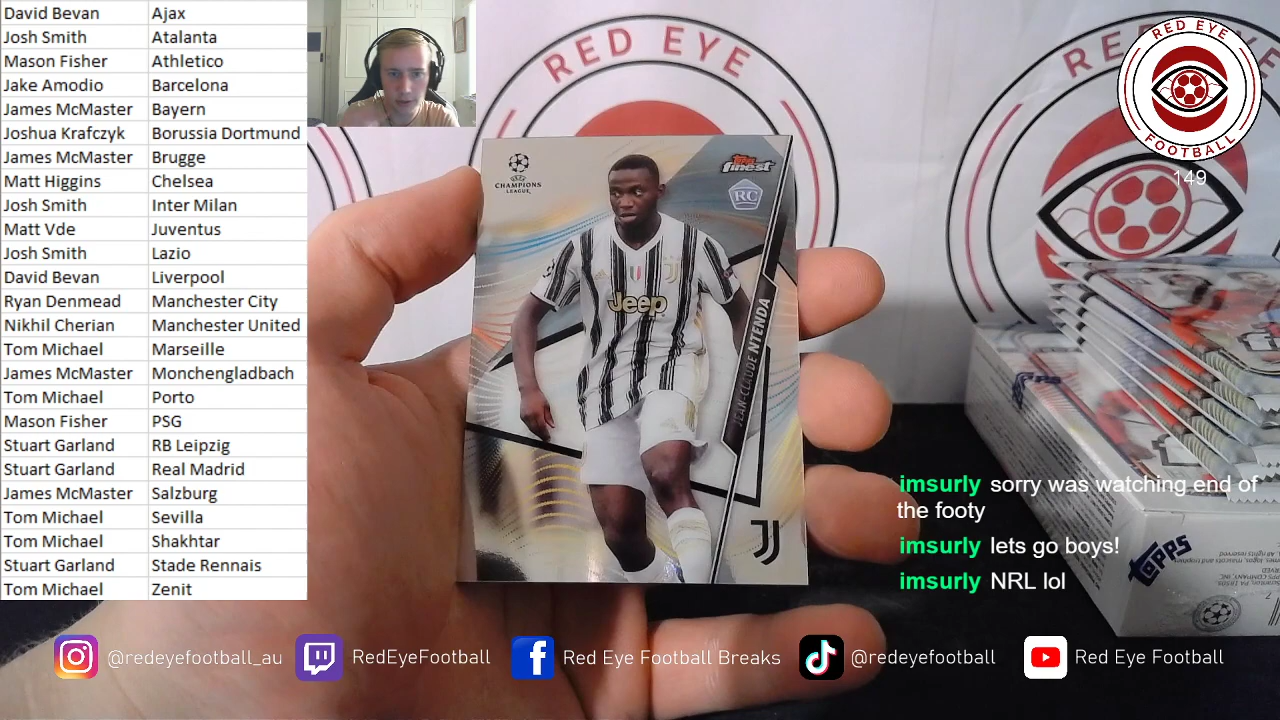 David Bevan Ajax
Josh Smith Atalanta
Mason Fisher Athletico
Jake Amodio Barcelona
James McMaster Bayern
Joshua Krafczyk Borussia Dortmund
James McMaster Brugge
Matt Higgins Chelsea
Josh Smith Inter Milan
Matt Vde Juventus
Josh Smith Lazio
David Bevan Liverpool
Ryan Denmead Manchester City
Nikhil Cherian Manchester United
Tom Michael Marseille
James McMaster Monchengladbach
Tom Michael Porto
Mason Fisher PSG
Stuart Garland RB Leipzig
Stuart Garland Real Madrid
James McMaster Salzburg
Tom Michael Sevilla
Tom Michael Shakhtar
Stuart Garland Stade Rennais
Tom Michael Zenit
RED EYE
RED EYE
FOOTBALL
149
UEFA
CHAMPIONS
LEAGUE
Topps
finest
RC
Jeep
JEAN-CLAUDE NTENDA
topps
imsurly sorry was watching end of
the footy
imsurly lets go boys!
imsurly NRL lol
@redeyefootball_au
RedEyeFootball
Red Eye Football Breaks
@redeyefootball
Red Eye Football